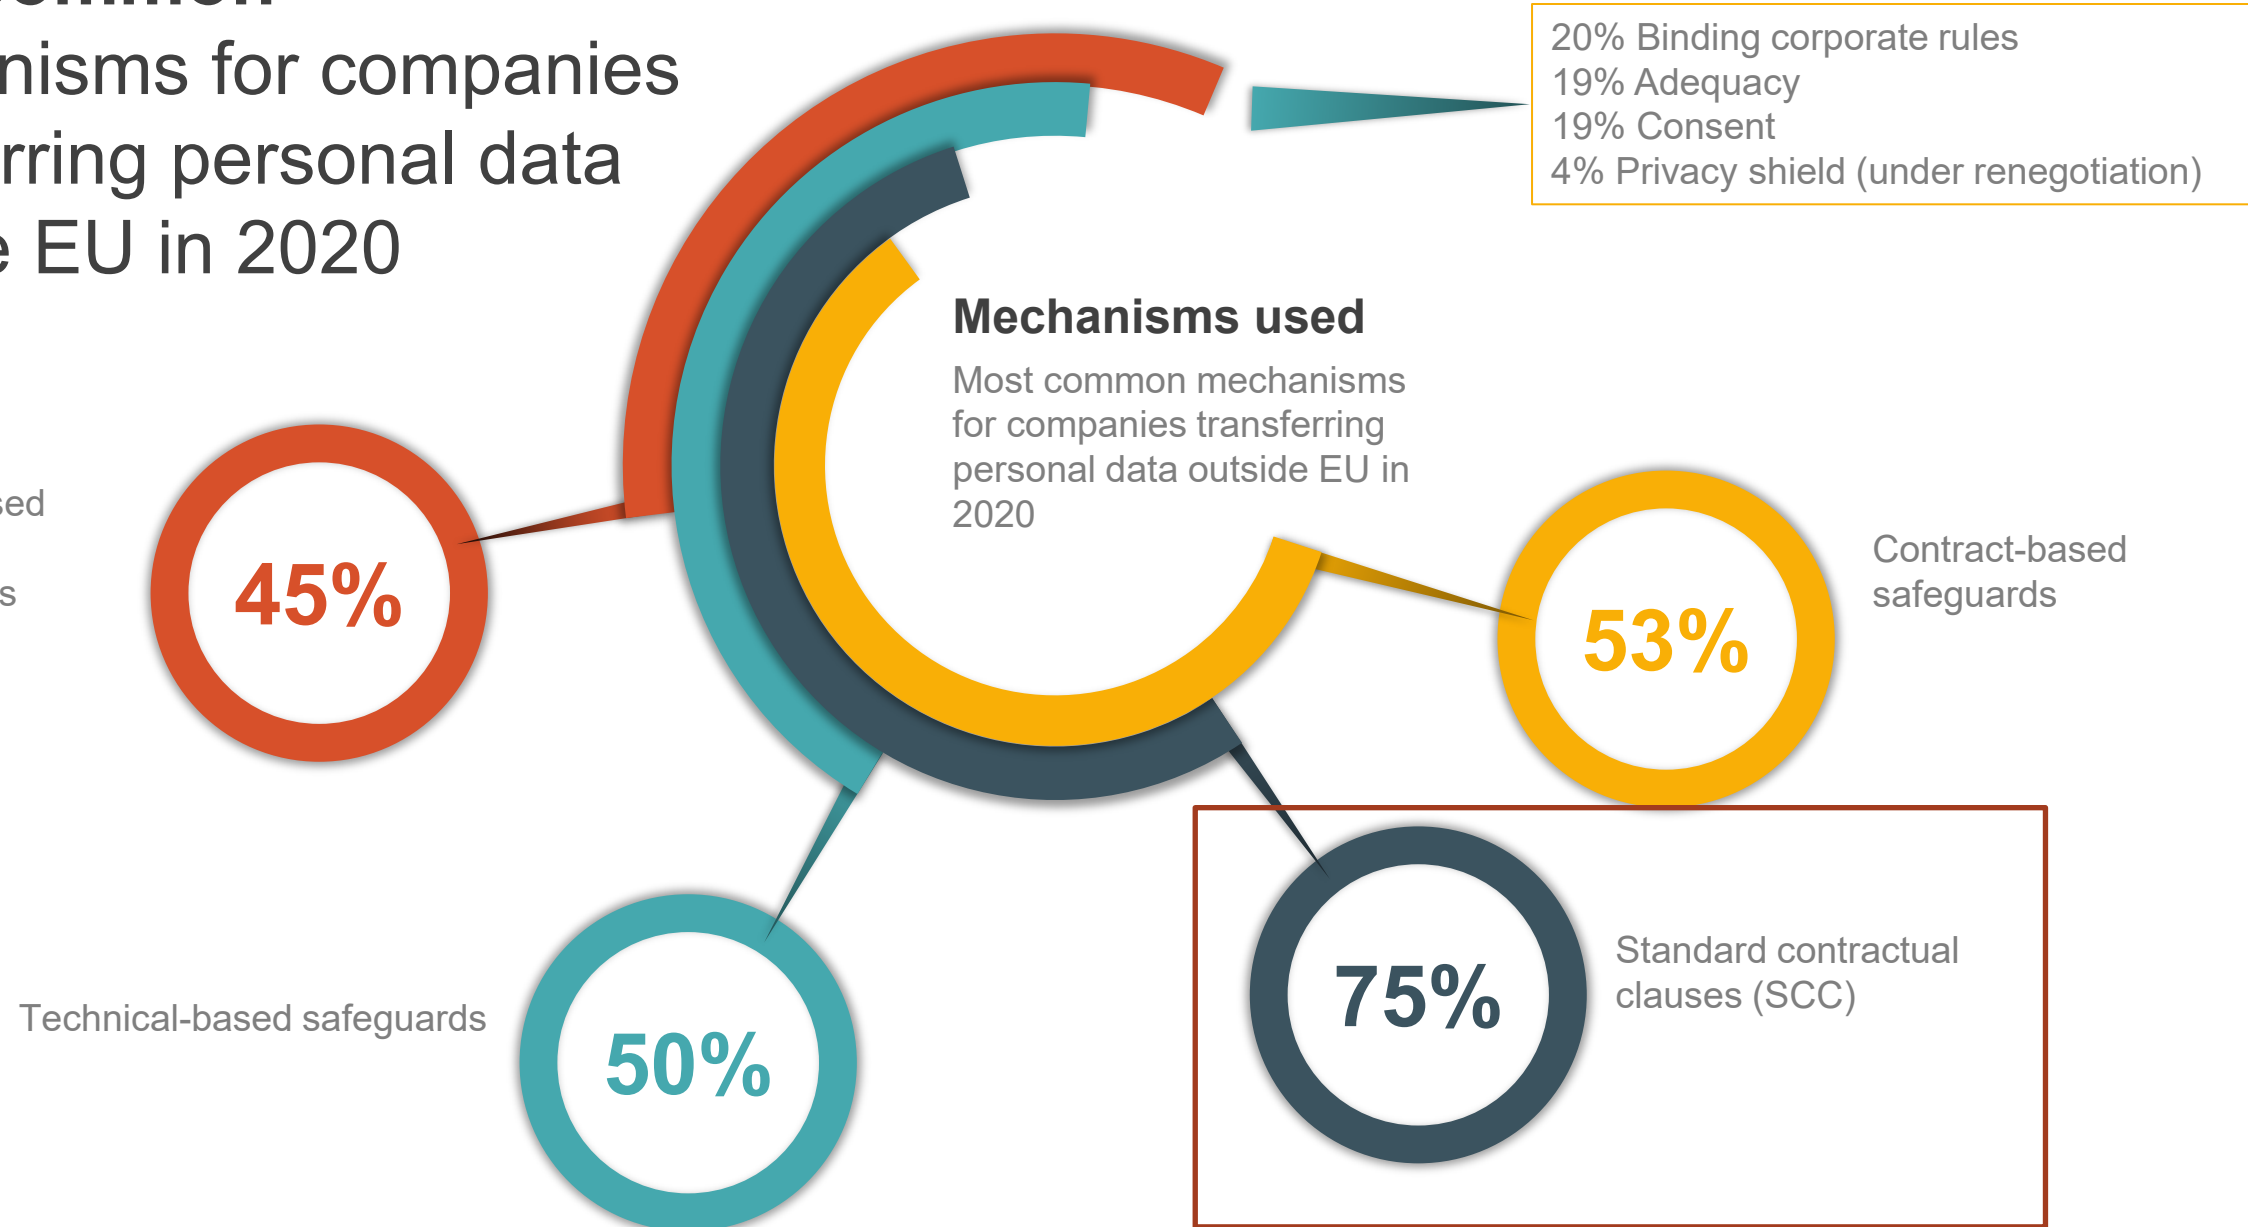 nisms for companies
rring personal data
e EU in 2020
20% Binding corporate rules
19% Adequacy
19% Consent
4% Privacy shield (under renegotiation)
Mechanisms used
Most common mechanisms
for companies transferring
personal data outside EU in
2020
sed
s
45%
53%
Contract-based
safeguards
Technical-based safeguards
50%
75%
Standard contractual
clauses (SCC)